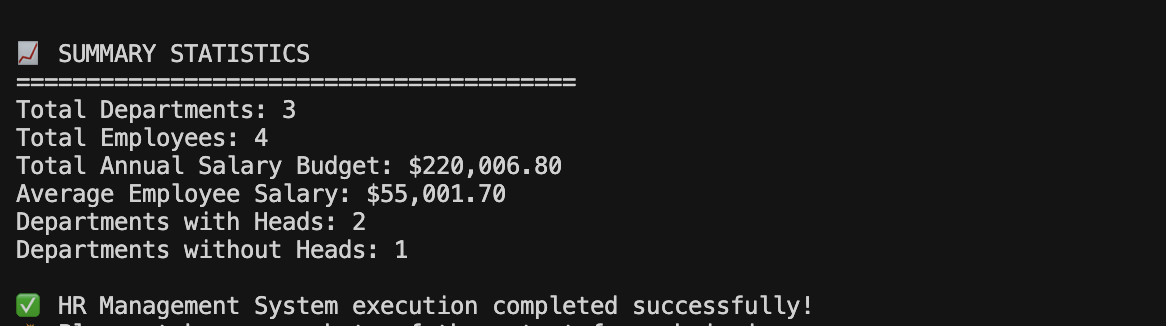 📈 SUMMARY STATISTICS
========================================
Total Departments: 3
Total Employees: 4
Total Annual Salary Budget: $220,006.80
Average Employee Salary: $55,001.70
Departments with Heads: 2
Departments without Heads: 1
✅ HR Management System execution completed successfully!